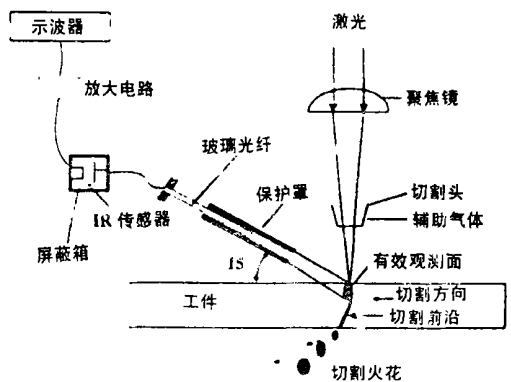 示波器
激光
放大电路
聚焦镜
玻璃光纤
保护罩
切割头
辅助气体
IR 传感器
屏蔽箱
有效观测面
15
工件
切割方向
切割前沿
切割火花